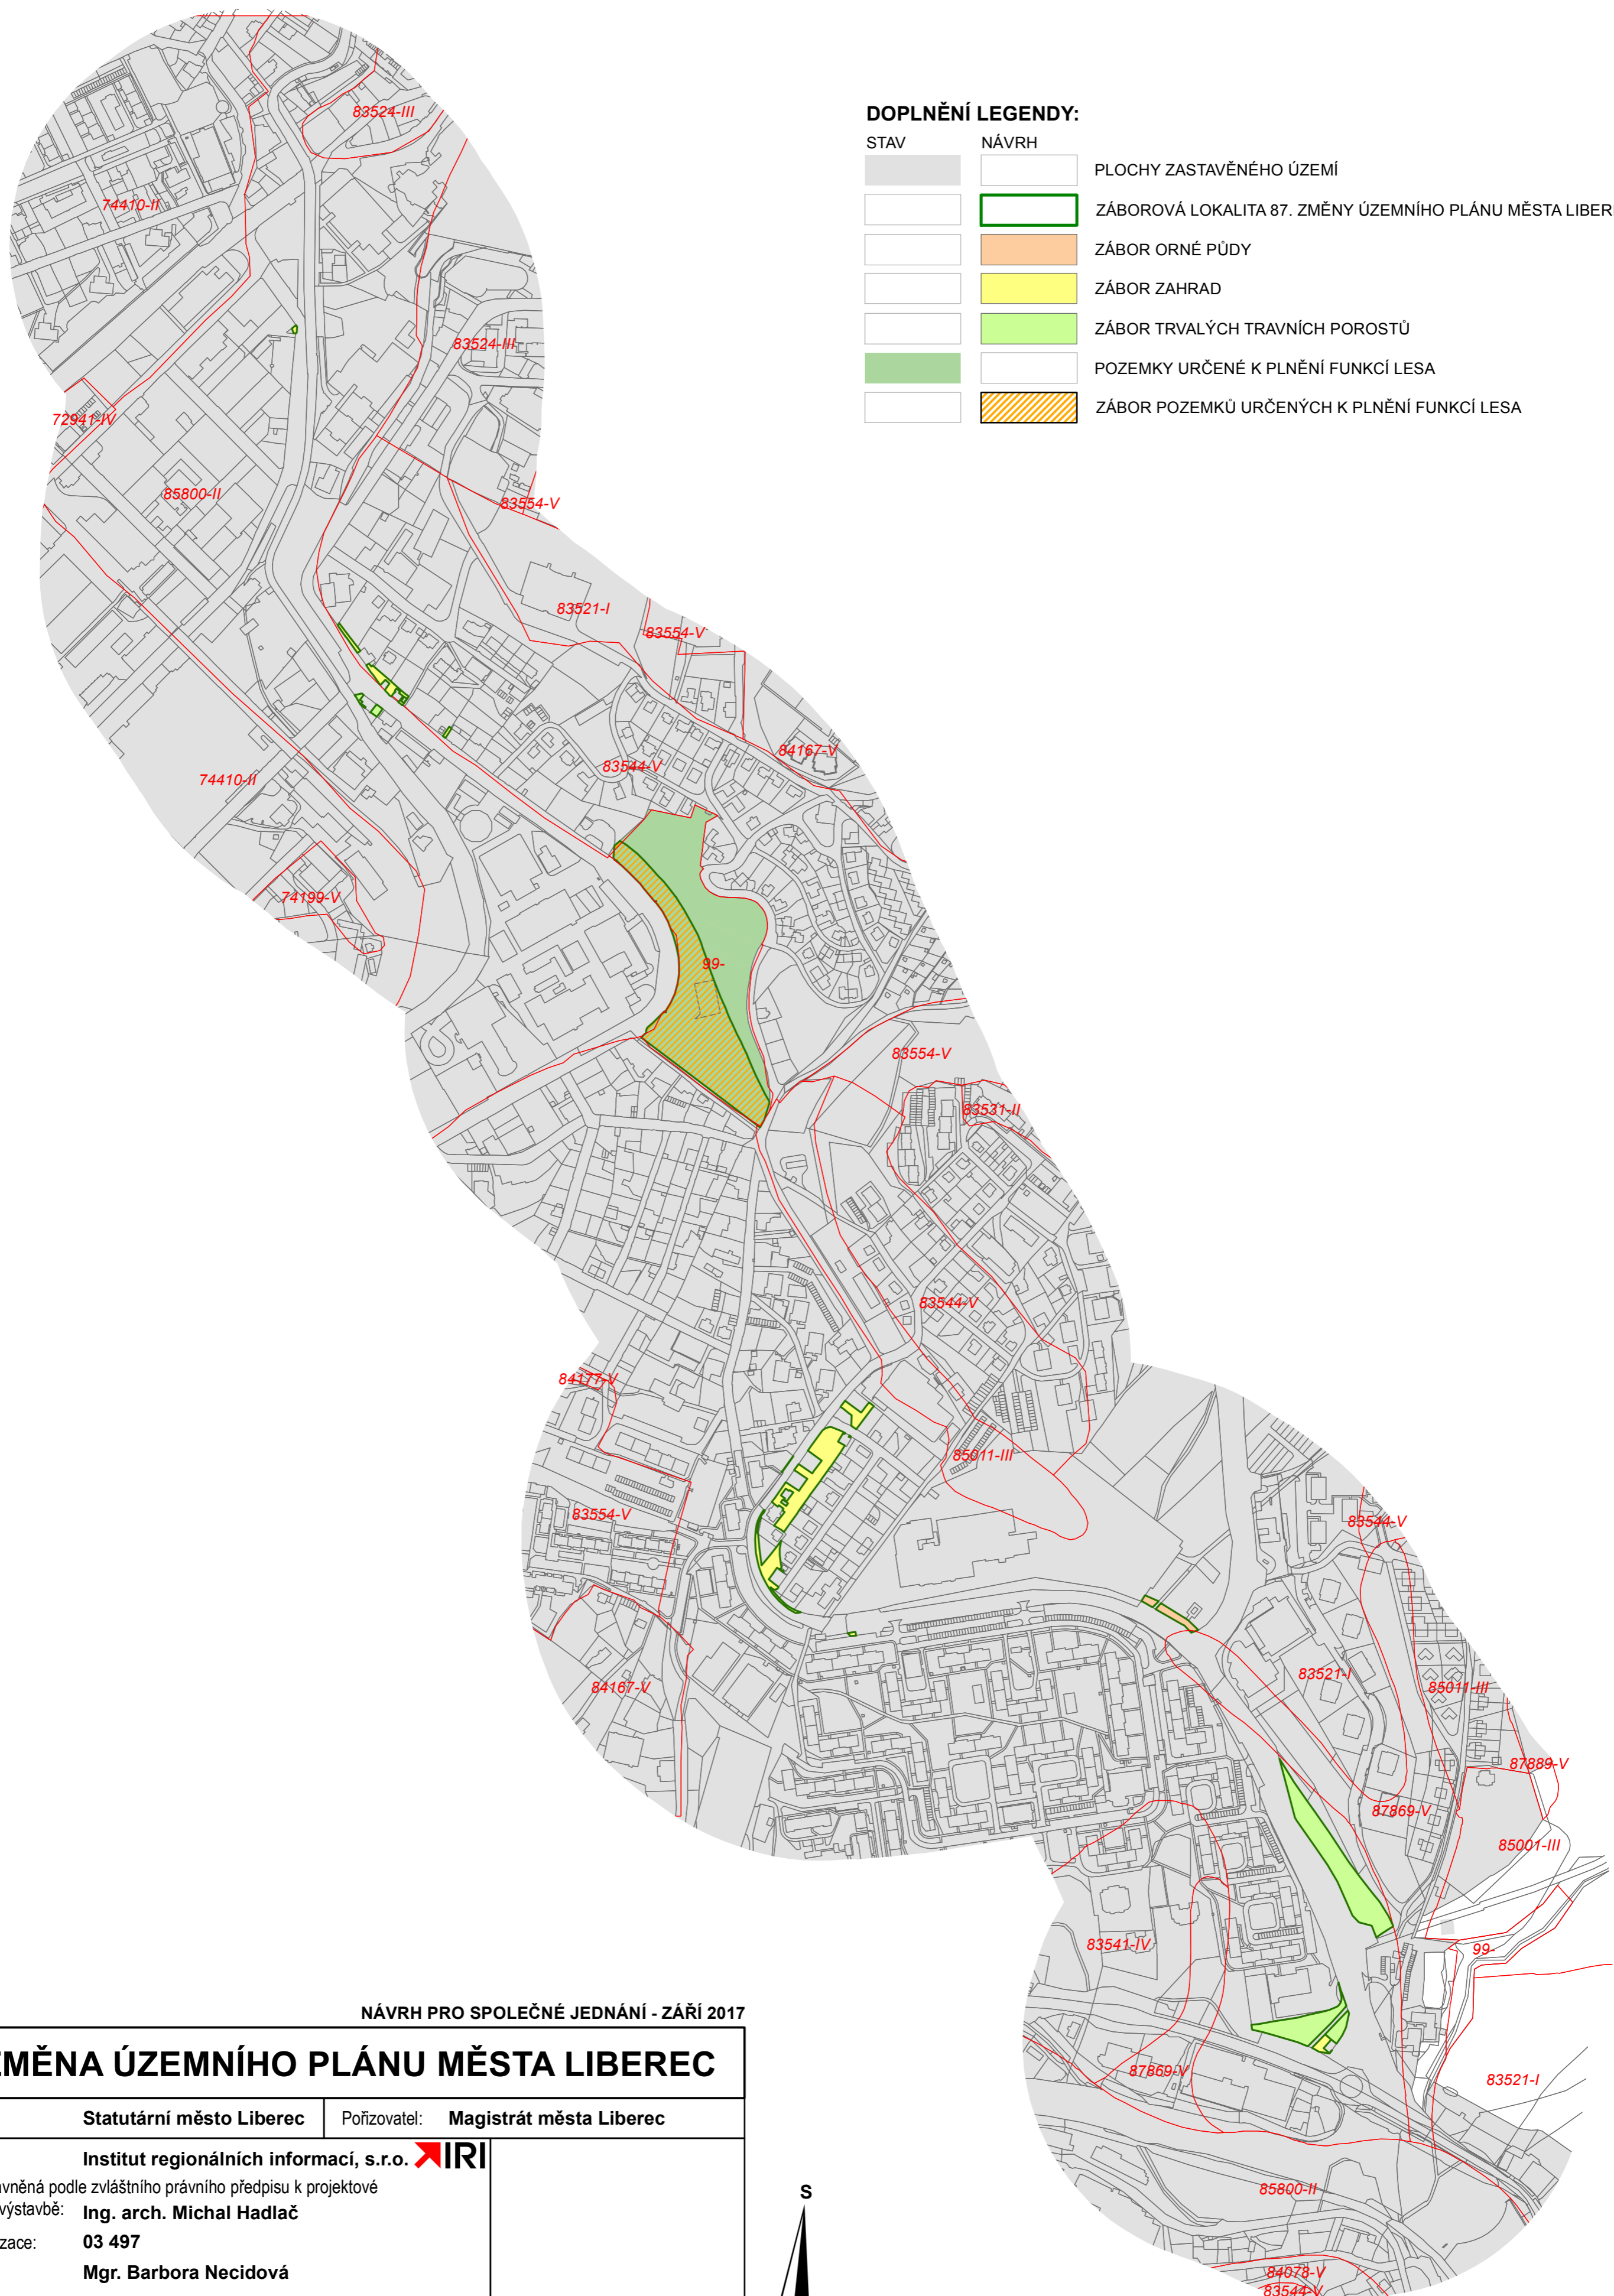 DOPLNĚNÍ LEGENDY:
STAV NÁVRH
PLOCHY ZASTAVĚNÉHO ÚZEMÍ
ZÁBOROVÁ LOKALITA 87. ZMĚNY ÚZEMNÍHO PLÁNU MĚSTA LIBER
ZÁBOR ORNÉ PŮDY
ZÁBOR ZAHRAD
ZÁBOR TRVALÝCH TRAVNÍCH POROSTŮ
POZEMKY URČENÉ K PLNĚNÍ FUNKCÍ LESA
ZÁBOR POZEMKŮ URČENÝCH K PLNĚNÍ FUNKCÍ LESA
83524-III
74410-II
83524-III
72941-IV
85800-II
83554-V
83521-I
83554-V
84167-V
83544-V
74410-II
74199-V
99-
83554-V
83531-II
83544-V
84177-V
85011-III
83554-V
83544-V
83521-I
85011-III
84167-V
87889-V
87869-V
85001-III
83541-IV
99-
87869-V
83521-I
85800-II
84078-V
83544-V
NÁVRH PRO SPOLEČNÉ JEDNÁNÍ - ZÁŘÍ 2017
MĚNA ÚZEMNÍHO PLÁNU MĚSTA LIBEREC
Statutární město Liberec Pořizovatel: Magistrát města Liberec
Institut regionálních informací, s.r.o. IRI
vněná podle zvláštního právního předpisu k projektové
výstavbě: Ing. arch. Michal Hadlač
zace: 03 497
Mgr. Barbora Necidová
S